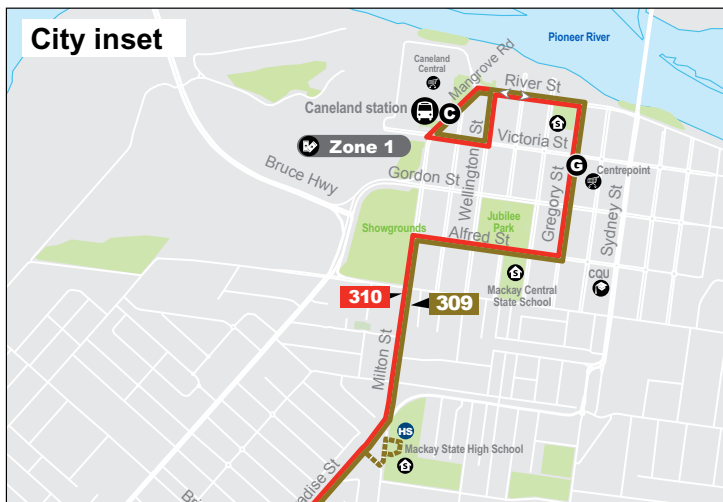 City inset
Pioneer River
Caneland
Central
Mangrove Rd
River St
Caneland station
C
S
Victoria St
Zone 1
Wellington St
G
Centrepoint
Bruce Hwy
Gordon St
Gregory St
Sydney St
Showgrounds
Jubilee
Park
Alfred St
S
CQU
Mackay Central
State School
310
309
Milton St
HS
Mackay State High School
S
adise St